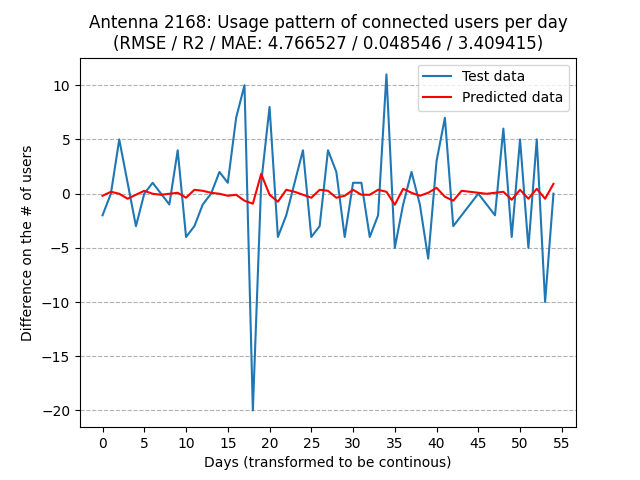 Antenna 2168: Usage pattern of connected users per day
(RMSE / R2 / MAE: 4.766527 / 0.048546 / 3.409415)
Test data
Predicted data
Difference on the # of users
10
5
0
−5
−10
−15
−20
0 5 10 15 20 25 30 35 40 45 50 55
Days (transformed to be continous)